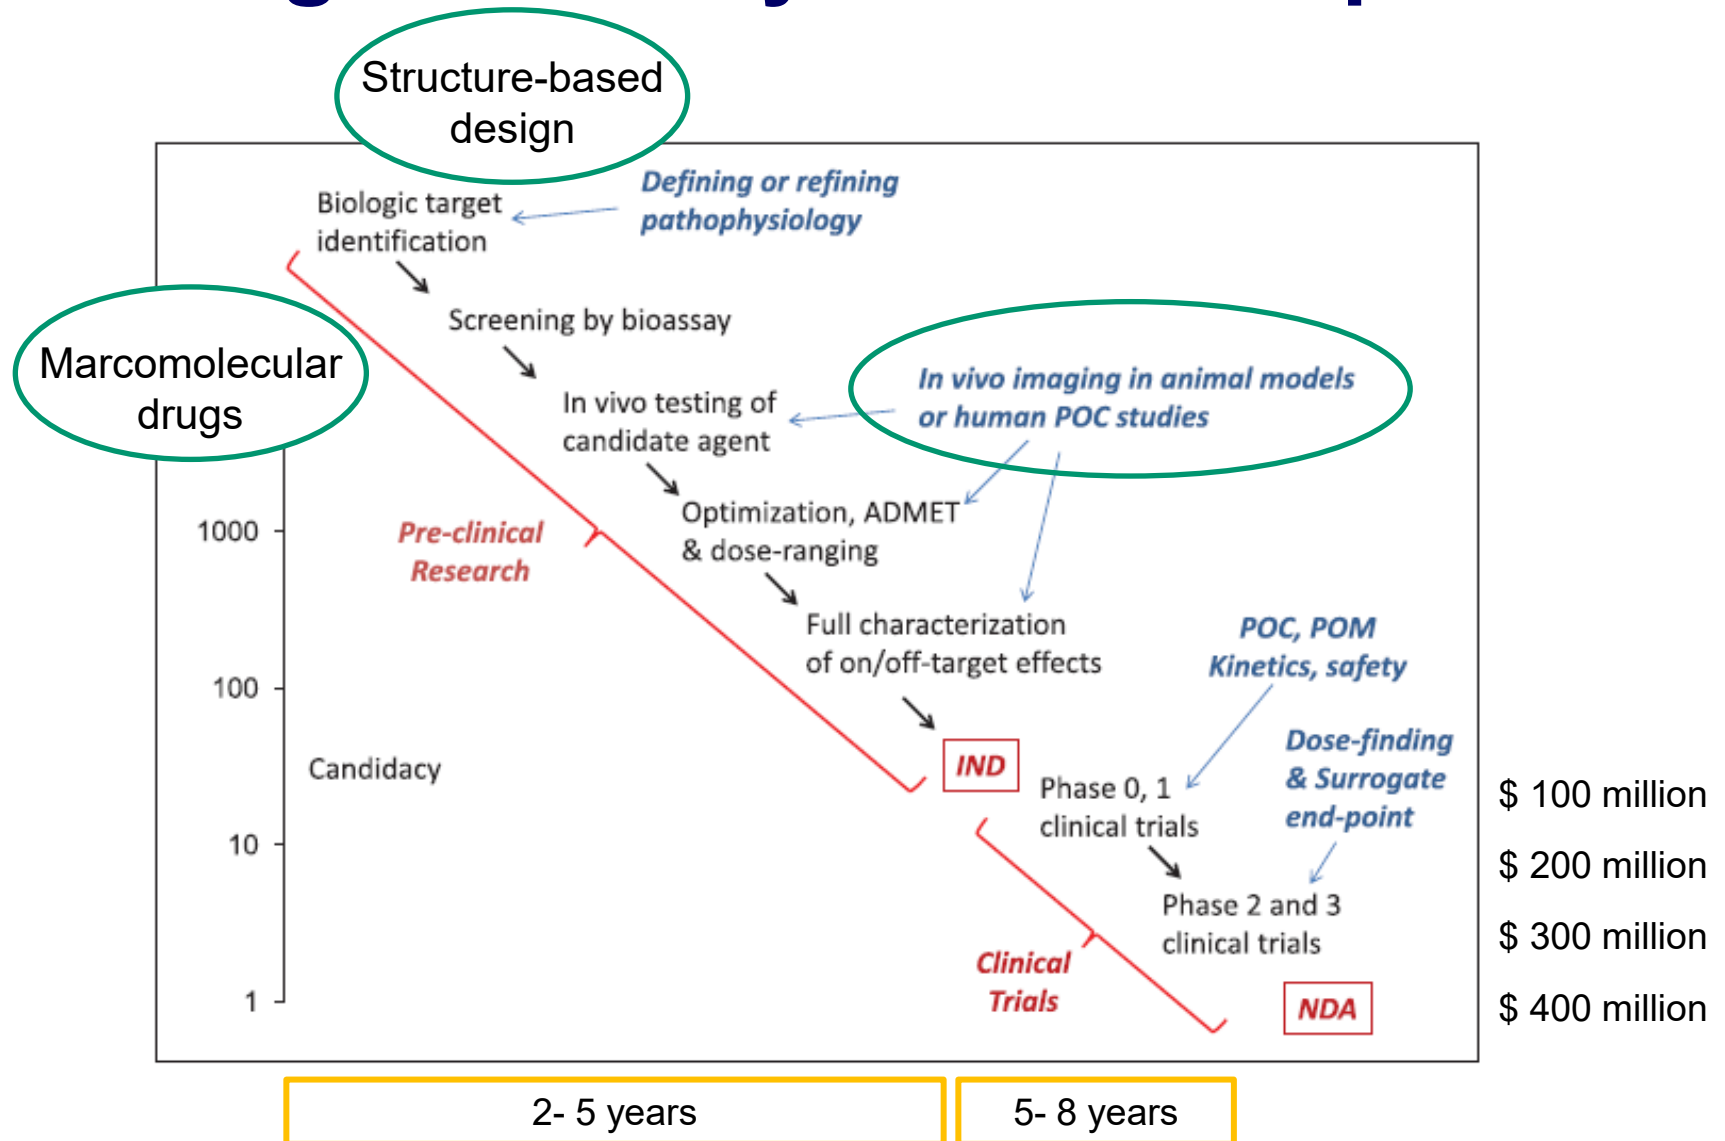 Structure-based
design
Biologic target
identification
Defining or refining
pathophysiology
Screening by bioassay
Marcomolecular
drugs
In vivo testing of
candidate agent
In vivo imaging in animal models
or human POC studies
1000
Pre-clinical
Research
Optimization, ADMET
& dose-ranging
Full characterization
of on/off-target effects
POC, POM
Kinetics, safety
100
Candidacy
IND
Phase 0, 1
clinical trials
Dose-finding
& Surrogate
end-point
$ 100 million
10
$ 200 million
Phase 2 and 3
clinical trials
$ 300 million
Clinical
Trials
1
NDA
$ 400 million
2- 5 years
5- 8 years